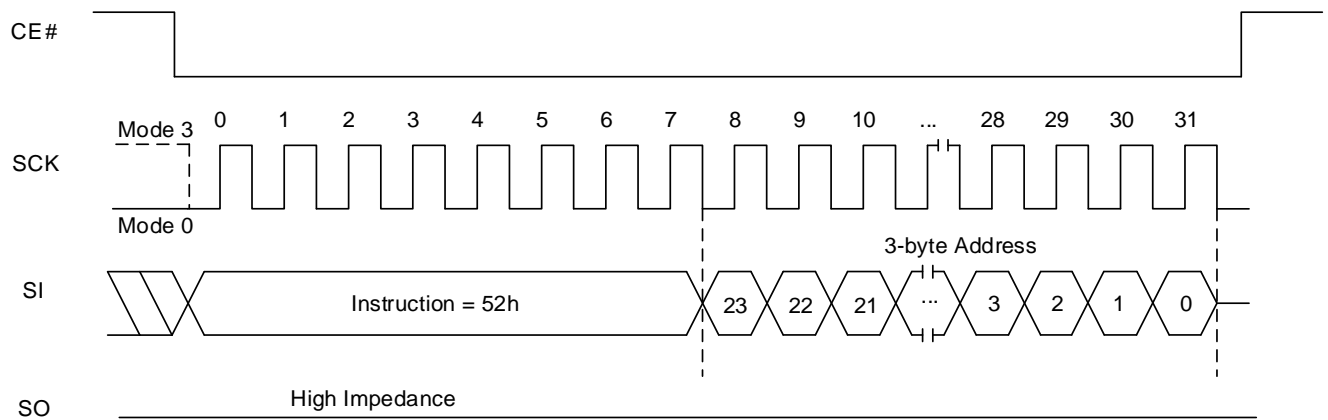 CE#
Mode 3
0 1 2 3 4 5 6 7 8 9 10 ... 28 29 30 31
SCK
Mode 0
3-byte Address
SI
Instruction = 52h
23 22 21 ... 3 2 1 0
SO
High Impedance